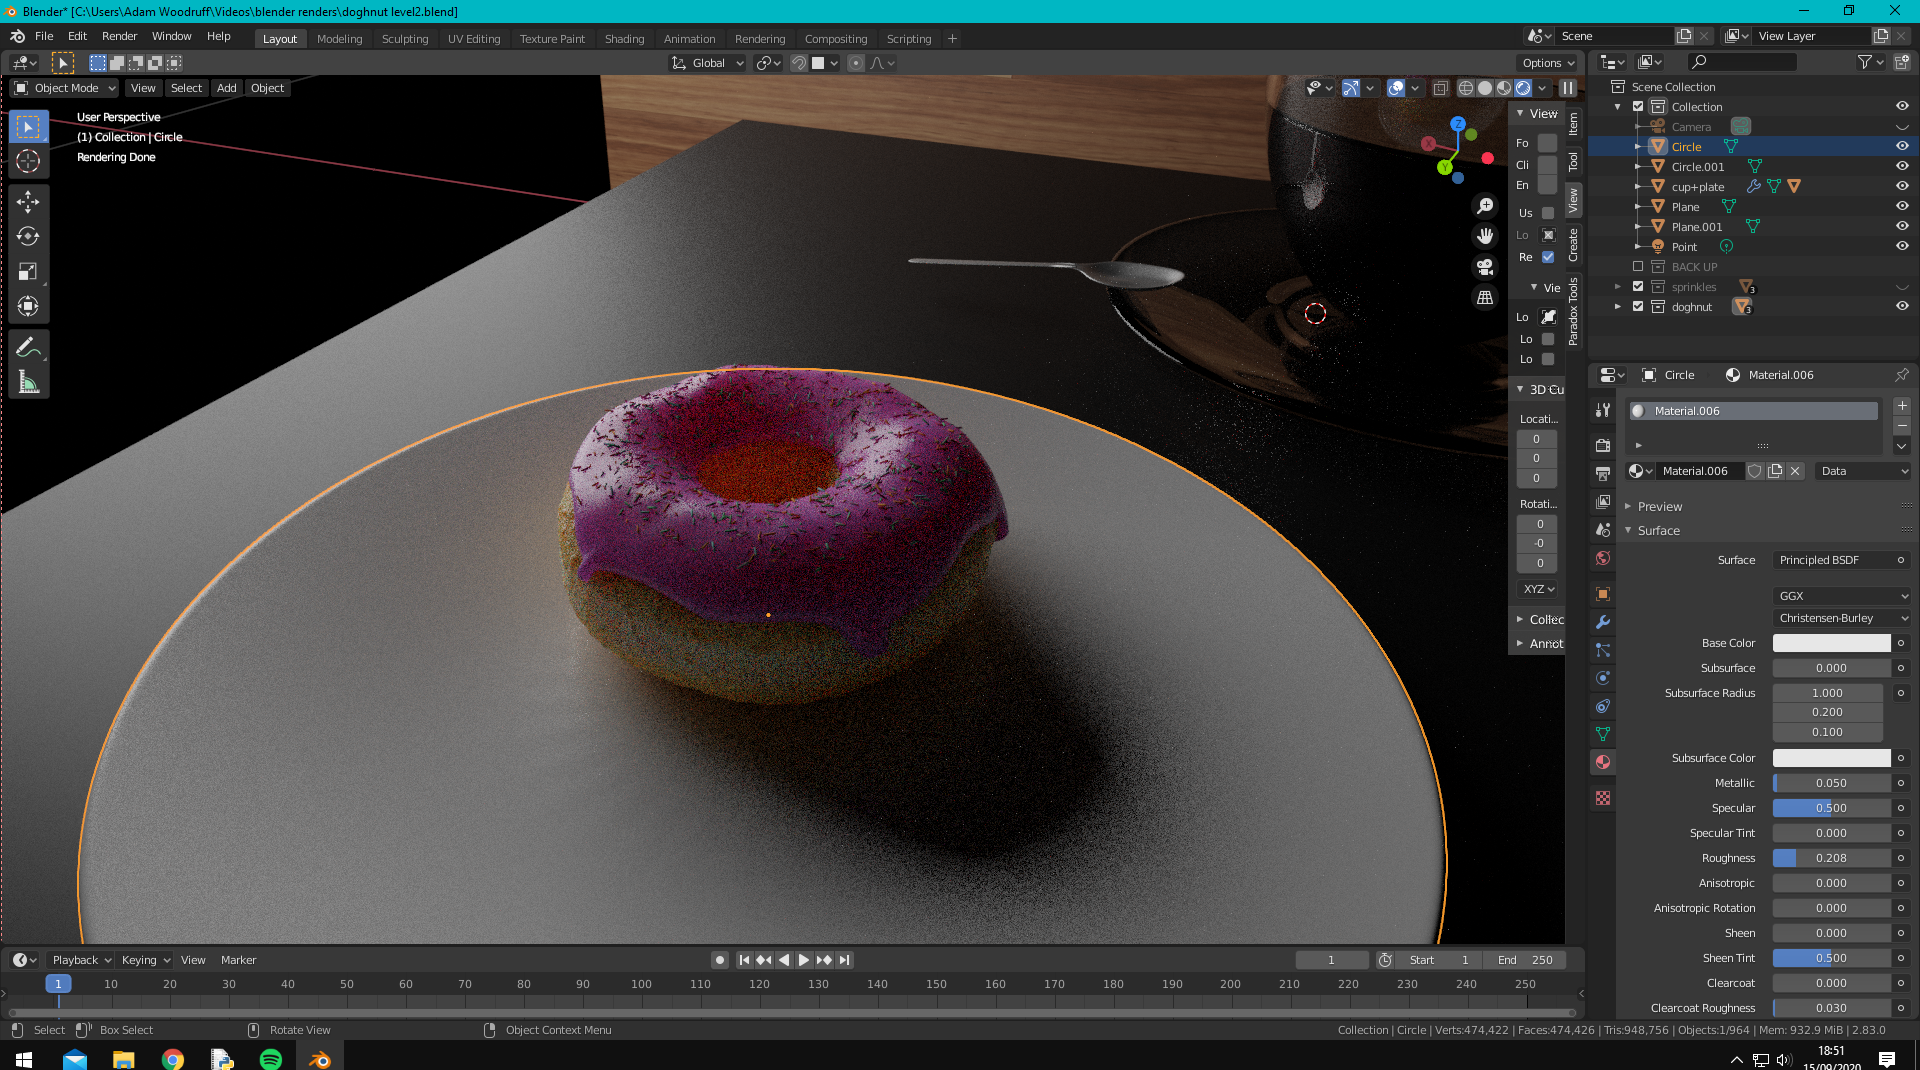 Blender* [C:\Users\Adam Woodruff\Videos\blender renders\doghnut level2.blend]
File Edit Render Window Help Layout Modeling Sculpting UV Editing Texture Paint Shading Animation Rendering Compositing Scripting + Scene View Layer
Global Options
Object Mode View Select Add Object
User Perspective
(1) Collection | Circle
Rendering Done
Z
Y
View
Fo
Cli
En
Us
Lo
Re
Vie
Lo
Lo
Lo
3D Cu
Locati...
0
0
0
Rotati...
0
-0
0
XYZ
Collec
Annot
Item
Tool
View
Create
Paradox Tools
Scene Collection
Collection
Camera
Circle
Circle.001
cup+plate
Plane
Plane.001
Point
BACK UP
sprinkles 3
doghnut 3
Circle Material.006
Material.006
Material.006 Data
Preview
Surface
Surface Principled BSDF
GGX
Christensen-Burley
Base Color
Subsurface 0.000
Subsurface Radius 1.000
0.200
0.100
Subsurface Color
Metallic 0.050
Specular 0.500
Specular Tint 0.000
Roughness 0.208
Anisotropic 0.000
Anisotropic Rotation 0.000
Sheen 0.000
Sheen Tint 0.500
Clearcoat 0.000
Clearcoat Roughness 0.030
Playback Keying View Marker 1 Start 1 End 250
1 10 20 30 40 50 60 70 80 90 100 110 120 130 140 150 160 170 180 190 200 210 220 230 240 250
Select Box Select Rotate View Object Context Menu Collection | Circle | Verts:474,422 | Faces:474,426 | Tris:948,756 | Objects:1/964 | Mem: 932.9 MiB | 2.83.0
18:51
15/09/2020